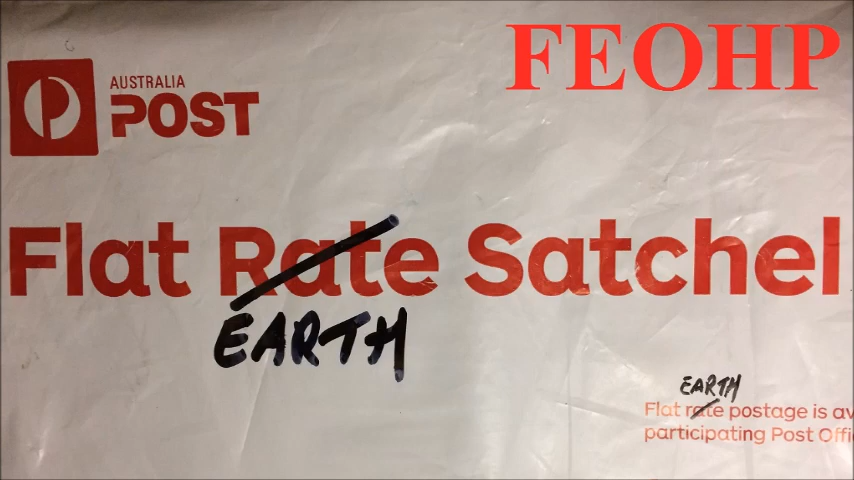 FEOHP
AUSTRALIA
POST
Flat Rate Satchel
EARTH
EARTH
Flat rate postage is av
participating Post Offi